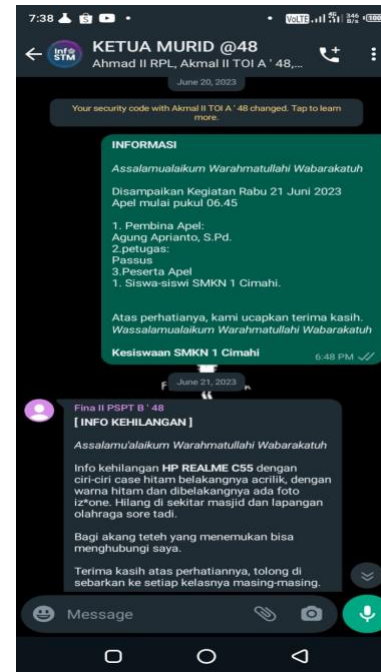 7:38
VoLTE 4G 346 B/s 100
Inf
STM
KETUA MURID @48
Ahmad II RPL, Akmal II TOI A ' 48,...
June 20, 2023
Your security code with Akmal II TOI A ' 48 changed. Tap to learn
more.
INFORMASI
Assalamualaikum Warahmatullahi Wabarakatuh
Disampaikan Kegiatan Rabu 21 Juni 2023
Apel mulai pukul 06.45
1. Pembina Apel:
Agung Aprianto, S.Pd.
2.petugas:
Passus
3.Peserta Apel
1. Siswa-siswi SMKN 1 Cimahi.
Atas perhatianya, kami ucapkan terima kasih.
Wassalamualaikum Warahmatullahi Wabarakatuh
Kesiswaan SMKN 1 Cimahi
6:48 PM
June 21, 2023
Fina II PSPT B ' 48
[ INFO KEHILANGAN ]
Assalamu'alaikum Warahmatullahi Wabarakatuh
Info kehilangan HP REALME C55 dengan
ciri-ciri case hitam belakangnya acrilik, dengan
warna hitam dan dibelakangnya ada foto
iz*one. Hilang di sekitar masjid dan lapangan
olahraga sore tadi.
Bagi akang teteh yang menemukan bisa
menghubungi saya.
Terima kasih atas perhatiannya, tolong di
sebarkan ke setiap kelasnya masing-masing.
Message